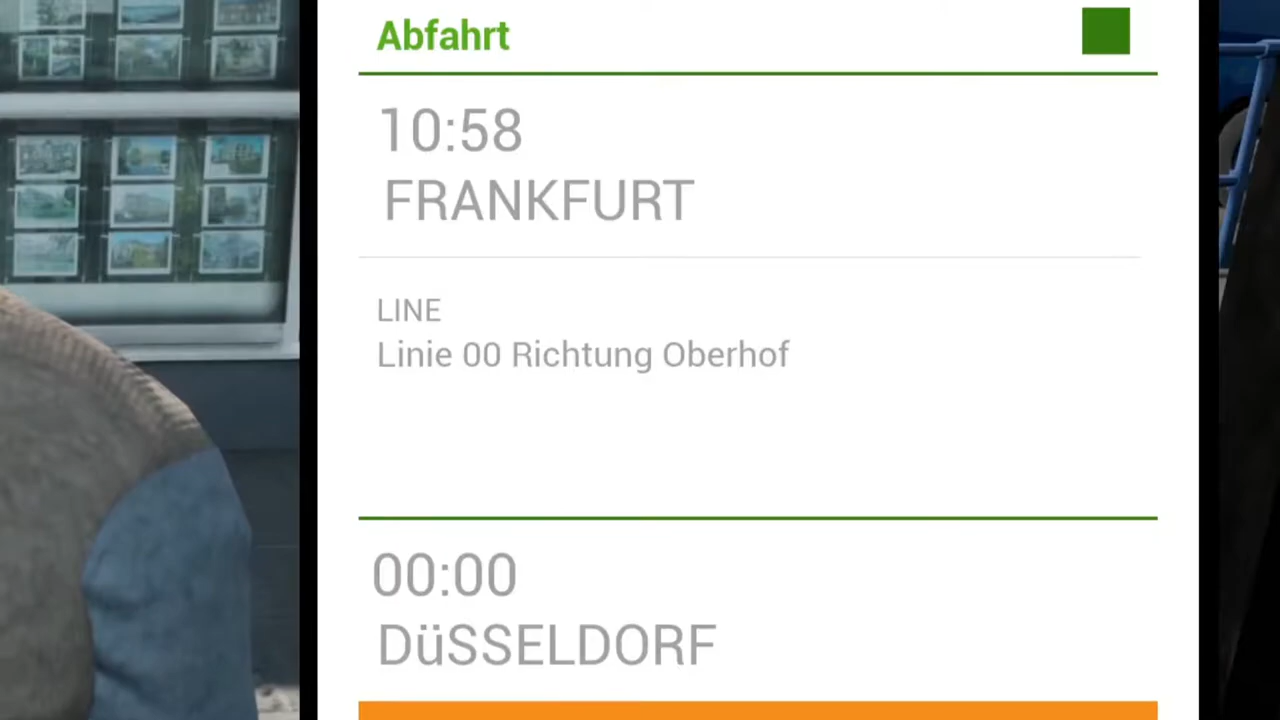 Abfahrt
10:58
FRANKFURT
LINE
Linie 00 Richtung Oberhof
00:00
DüSSELDORF